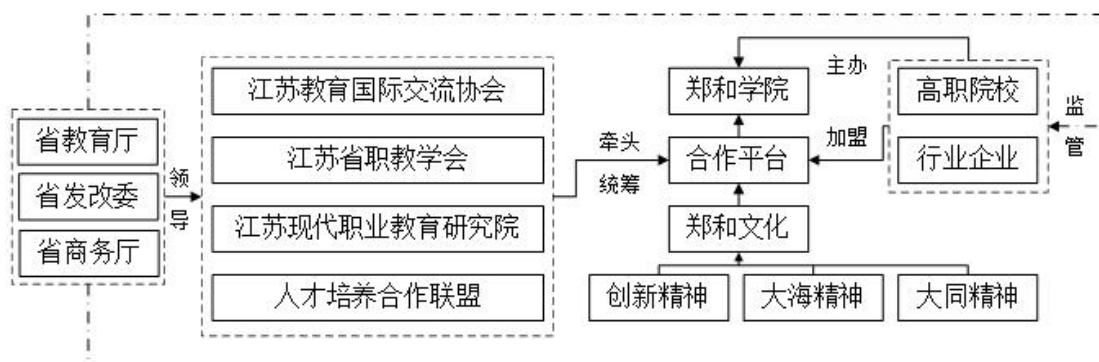 省教育厅
省发改委
省商务厅
领导
江苏教育国际交流协会
江苏省职教学会
江苏现代职业教育研究院
人才培养合作联盟
牵头
统筹
郑和学院
合作平台
郑和文化
创新精神
大海精神
大同精神
主办
加盟
高职院校
行业企业
监管